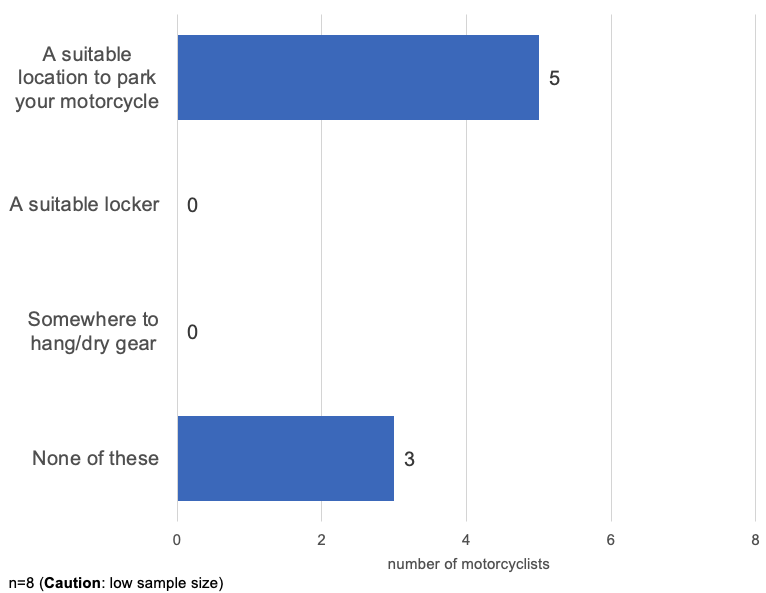 A suitable
location to park
your motorcycle
5
A suitable locker
0
Somewhere to
hang/dry gear
0
None of these
3
0 2 4 6 8
number of motorcyclists
n=8 (Caution: low sample size)